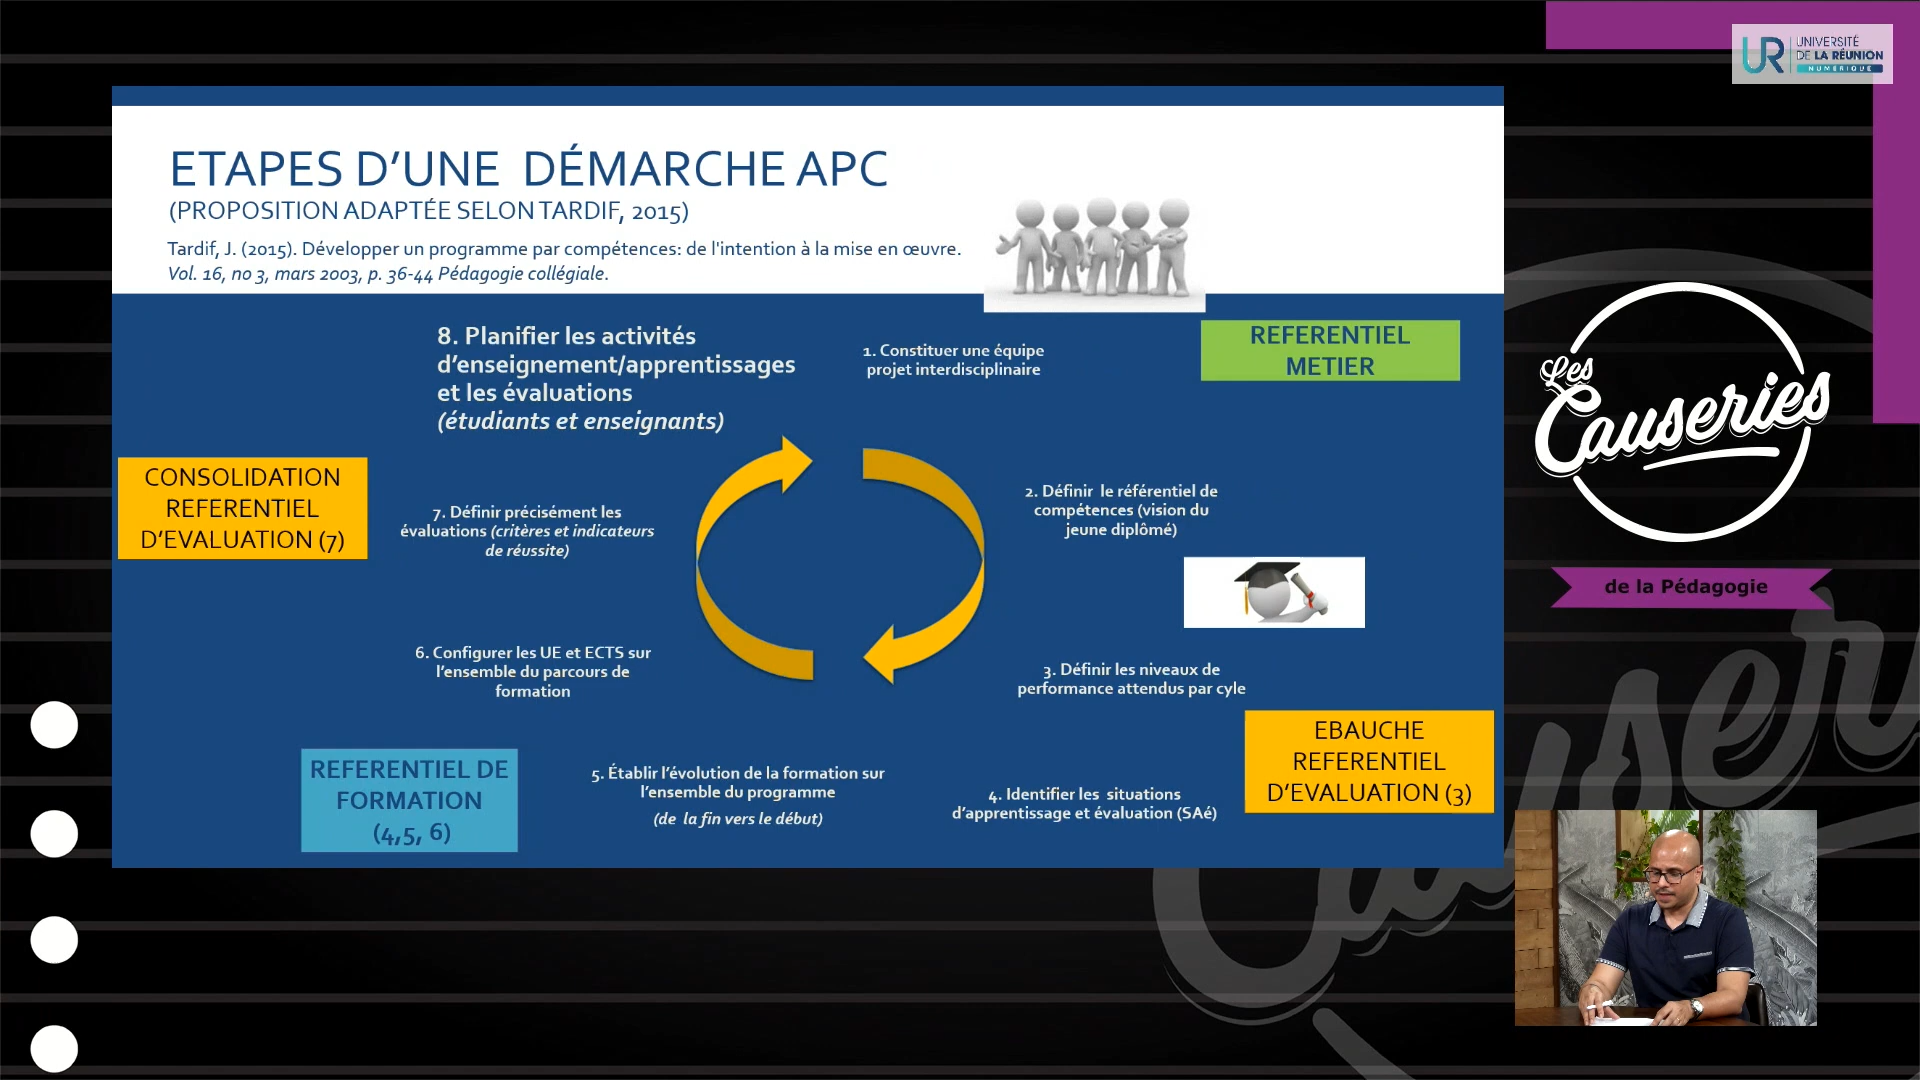 UR
UNIVERSITÉ
DE LA RÉUNION
NUMERIQUE
ETAPES D’UNE DÉMARCHE APC
(PROPOSITION ADAPTÉE SELON TARDIF, 2015)
Tardif, J. (2015). Développer un programme par compétences: de l'intention à la mise en œuvre.
Vol. 16, no 3, mars 2003, p. 36-44 Pédagogie collégiale.
8. Planifier les activités
d’enseignement/apprentissages
et les évaluations
(étudiants et enseignants)
1. Constituer une équipe
projet interdisciplinaire
REFERENTIEL
METIER
CONSOLIDATION
REFERENTIEL
D’EVALUATION (7)
7. Définir précisément les
évaluations (critères et indicateurs
de réussite)
2. Définir le référentiel de
compétences (vision du
jeune diplômé)
6. Configurer les UE et ECTS sur
l’ensemble du parcours de
formation
3. Définir les niveaux de
performance attendus par cyle
EBAUCHE
REFERENTIEL
D’EVALUATION (3)
REFERENTIEL DE
FORMATION
(4,5, 6)
5. Établir l’évolution de la formation sur
l’ensemble du programme
(de la fin vers le début)
4. Identifier les situations
d’apprentissage et évaluation (SAé)
Les
Causeries
de la Pédagogie